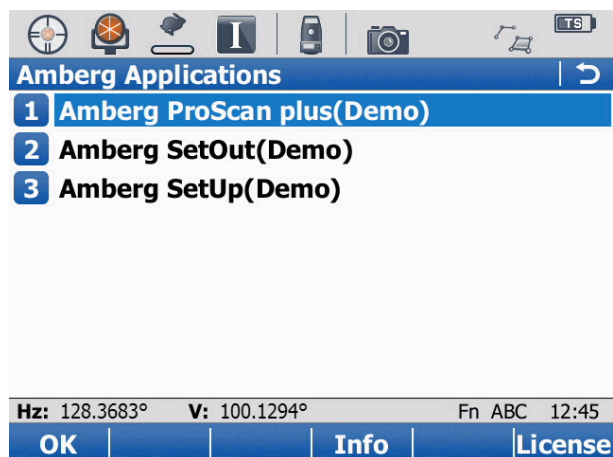 I
TS
Amberg Applications
1 Amberg ProScan plus(Demo)
2 Amberg SetOut(Demo)
3 Amberg SetUp(Demo)
Hz: 128.3683° V: 100.1294° Fn ABC 12:45
OK Info License